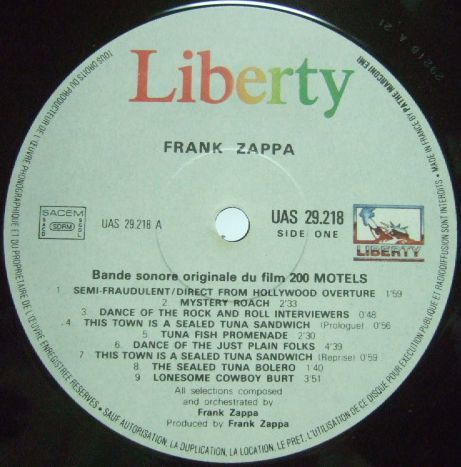 Liberty
FRANK ZAPPA
SACEM
SDRM
UAS 29.218 A
UAS 29.218
SIDE ONE
LIBERTY
Bande sonore originale du film 200 MOTELS
1 SEMI-FRAUDULENT/DIRECT FROM HOLLYWOOD OVERTURE 1'59
2 MYSTERY ROACH 2'33
3 DANCE OF THE ROCK AND ROLL INTERVIEWERS 0'48
4 THIS TOWN IS A SEALED TUNA SANDWICH (Prologue) 0'56
5 TUNA FISH PROMENADE 2'30
6 DANCE OF THE JUST PLAIN FOLKS 4'39
7 THIS TOWN IS A SEALED TUNA SANDWICH (Reprise) 0'59
8 THE SEALED TUNA BOLERO 1'40
9 LONESOME COWBOY BURT 3'51
All selections composed
and orchestrated by
Frank Zappa
Produced by Frank Zappa
TOUS DROITS DU PRODUCTEUR DE L'ŒUVRE PHONOGRAPHIQUE ET DU PROPRIETAIRE DE L'ŒUVRE ENREGISTREE RESERVES • SAUF AUTORISATION, LA DUPLICATION, LA LOCATION, LE PRET, L'UTILISATION DE CE DISQUE POUR EXECUTION PUBLIQUE ET RADIODIFFUSION SONT INTERDITS • MADE IN FRANCE BY PATHE MARCONI EMI